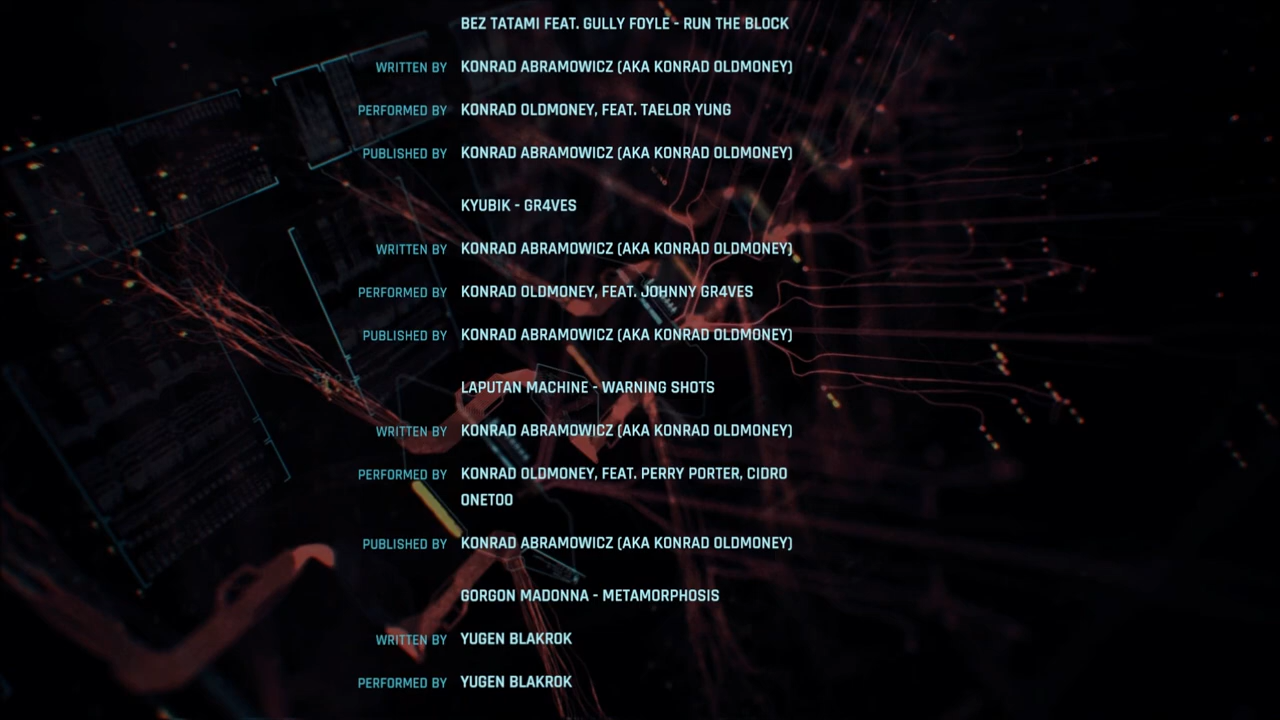 BEZ TATAMI FEAT. GULLY FOYLE - RUN THE BLOCK
WRITTEN BY KONRAD ABRAMOWICZ (AKA KONRAD OLDMONEY)
PERFORMED BY KONRAD OLDMONEY, FEAT. TAELOR YUNG
PUBLISHED BY KONRAD ABRAMOWICZ (AKA KONRAD OLDMONEY)
KYUBIK - GR4VES
WRITTEN BY KONRAD ABRAMOWICZ (AKA KONRAD OLDMONEY)
PERFORMED BY KONRAD OLDMONEY, FEAT. JOHNNY GR4VES
PUBLISHED BY KONRAD ABRAMOWICZ (AKA KONRAD OLDMONEY)
LAPUTAN MACHINE - WARNING SHOTS
WRITTEN BY KONRAD ABRAMOWICZ (AKA KONRAD OLDMONEY)
PERFORMED BY KONRAD OLDMONEY, FEAT. PERRY PORTER, CIDRO
ONETOO
PUBLISHED BY KONRAD ABRAMOWICZ (AKA KONRAD OLDMONEY)
GORGON MADONNA - METAMORPHOSIS
WRITTEN BY YUGEN BLAKROK
PERFORMED BY YUGEN BLAKROK